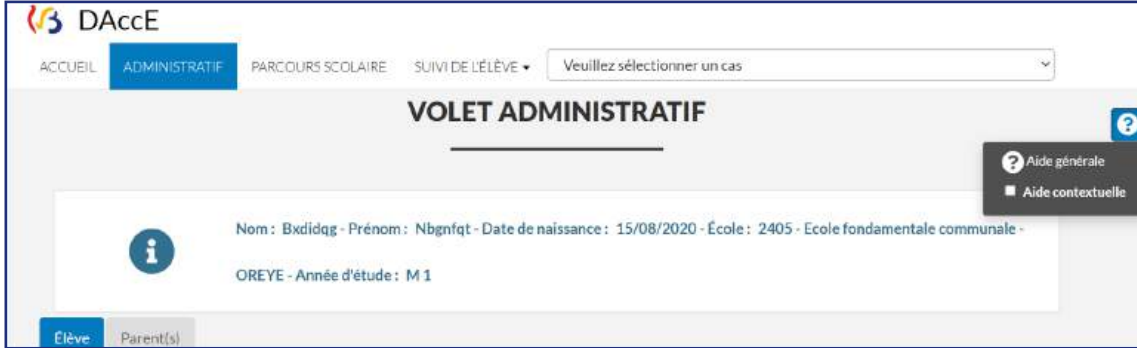 DAccE
ACCUEIL ADMINISTRATIF PARCOURS SCOLAIRE SUIVI DE L'ÉLÈVE Veuillez sélectionner un cas
VOLET ADMINISTRATIF
Aide générale
Aide contextuelle
Nom : Bxdidqg - Prénom : Nbgnfqt - Date de naissance : 15/08/2020 - École : 2405 - Ecole fondamentale communale -
OREYE - Année d'étude : M 1
Élève Parent(s)